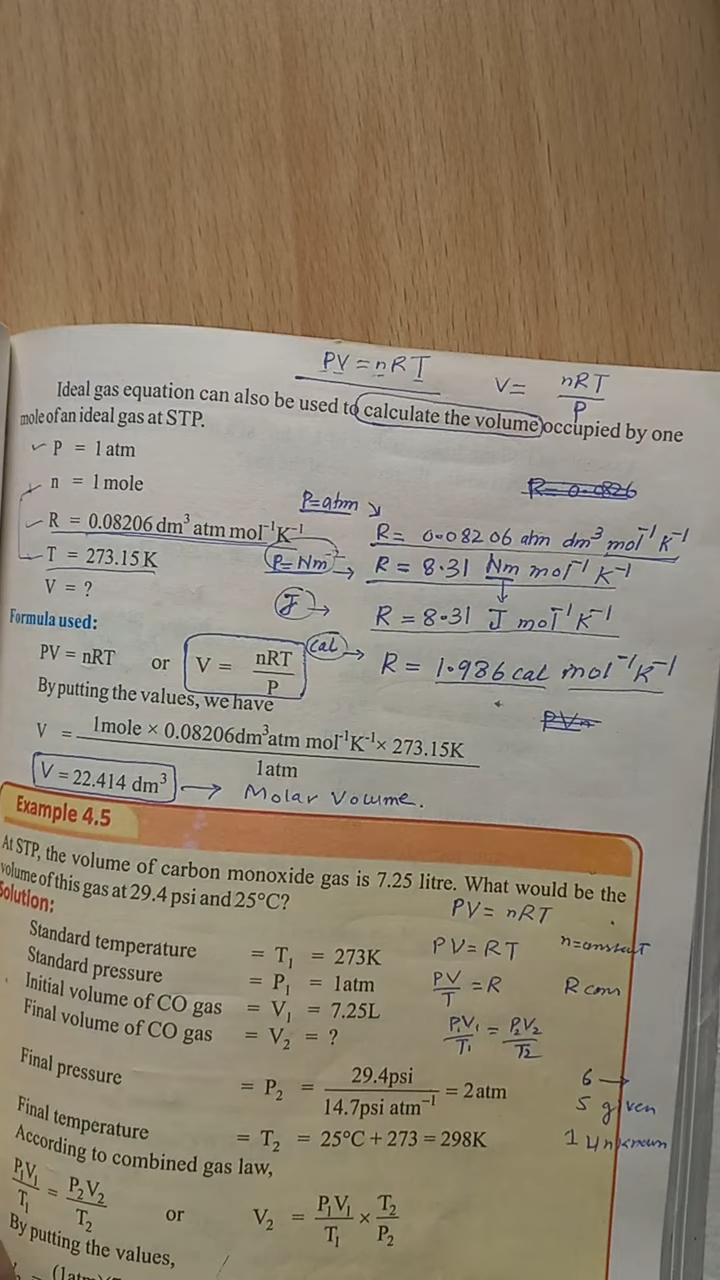 PV = nRT
V = nRT / P
Ideal gas equation can also be used to calculate the volume occupied by one
mole of an ideal gas at STP.
P = 1 atm
n = 1 mole
R = 0.0826
P = atm
R = 0.08206 dm³ atm mol⁻¹K⁻¹
R = 0.08206 atm dm³ mol⁻¹ K⁻¹
T = 273.15 K
P = Nm⁻² → R = 8.31 Nm mol⁻¹ K⁻¹
V = ?
J → R = 8.31 J mol⁻¹ K⁻¹
Formula used:
PV = nRT or V = nRT / P
Cal → R = 1.986 cal mol⁻¹ K⁻¹
By putting the values, we have
V = 1mole × 0.08206dm³atm mol⁻¹K⁻¹ × 273.15K / 1atm
V = 22.414 dm³ → Molar Volume.
Example 4.5
At STP, the volume of carbon monoxide gas is 7.25 litre. What would be the
volume of this gas at 29.4 psi and 25°C?
PV = nRT
Solution:
Standard temperature = T₁ = 273K
PV = RT n=constant
Standard pressure = P₁ = 1atm
PV / T = R R cons
Initial volume of CO gas = V₁ = 7.25L
Final volume of CO gas = V₂ = ?
P₁V₁ / T₁ = P₂V₂ / T₂
Final pressure = P₂ = 29.4psi / 14.7psi atm⁻¹ = 2atm
6 →
5 given
Final temperature = T₂ = 25°C + 273 = 298K
1 unknown
According to combined gas law,
P₁V₁ / T₁ = P₂V₂ / T₂ or V₂ = P₁V₁ / T₁ × T₂ / P₂
By putting the values,
(1atm)